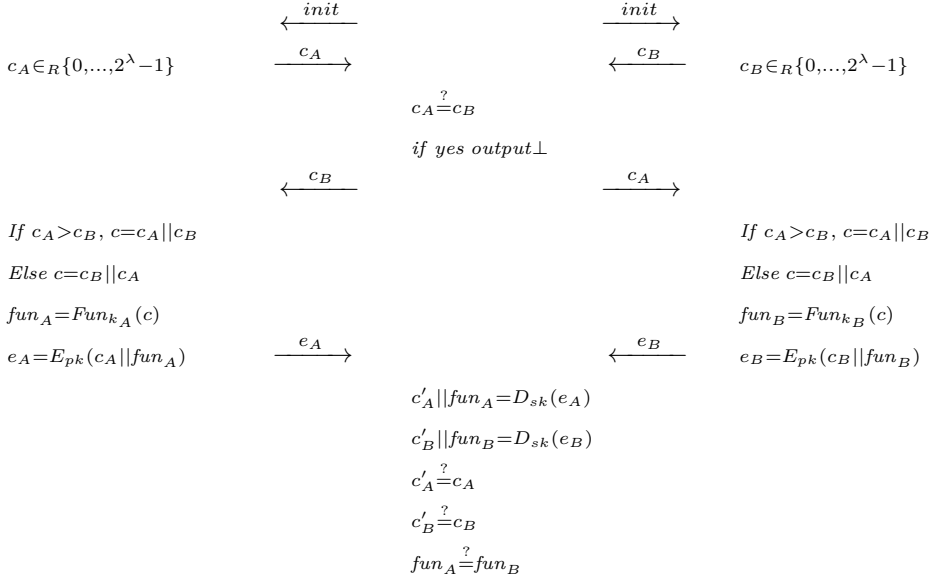 init init
c_A ∈_R {0,...,2^λ−1} c_A c_B c_B ∈_R {0,...,2^λ−1}
c_A ≟ c_B
if yes output⊥
c_B c_A
If c_A>c_B, c=c_A||c_B If c_A>c_B, c=c_A||c_B
Else c=c_B||c_A Else c=c_B||c_A
fun_A=Fun_{k_A}(c) fun_B=Fun_{k_B}(c)
e_A=E_{pk}(c_A||fun_A) e_A e_B e_B=E_{pk}(c_B||fun_B)
c'_A||fun_A=D_{sk}(e_A)
c'_B||fun_B=D_{sk}(e_B)
c'_A ≟ c_A
c'_B ≟ c_B
fun_A ≟ fun_B